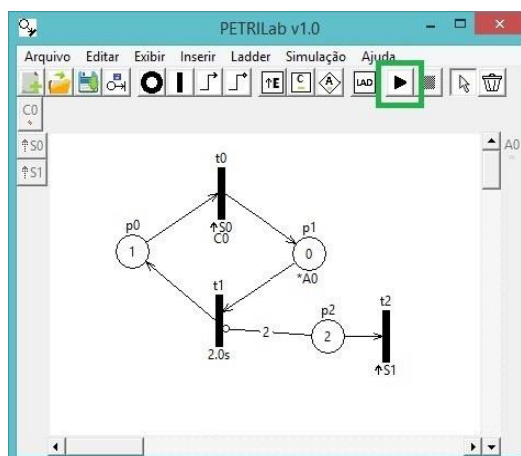 PETRILab v1.0
Arquivo Editar Exibir Inserir Ladder Simulação Ajuda
↑E C A LAD
C0
↑S0
↑S1
A0
t0
↑S0
C0
p0
1
p1
0
*A0
t1
2.0s
2
p2
2
t2
↑S1